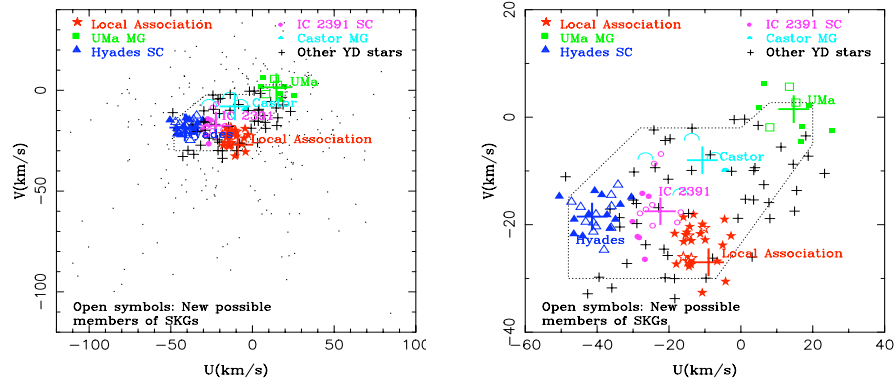 Local Association
UMa MG
Hyades SC
IC 2391 SC
Castor MG
Other YD stars
UMa
Castor
IC 2391
Hyades
Local Association
Open symbols: New possible
members of SKGs
V(km/s)
0
−50
−100
−100
−50
0
50
100
U(km/s)
Local Association
UMa MG
Hyades SC
IC 2391 SC
Castor MG
Other YD stars
UMa
Castor
IC 2391
Hyades
Local Association
Open symbols: New possible
members of SKGs
V(km/s)
20
0
−20
−40
−60
−40
−20
0
20
40
U(km/s)